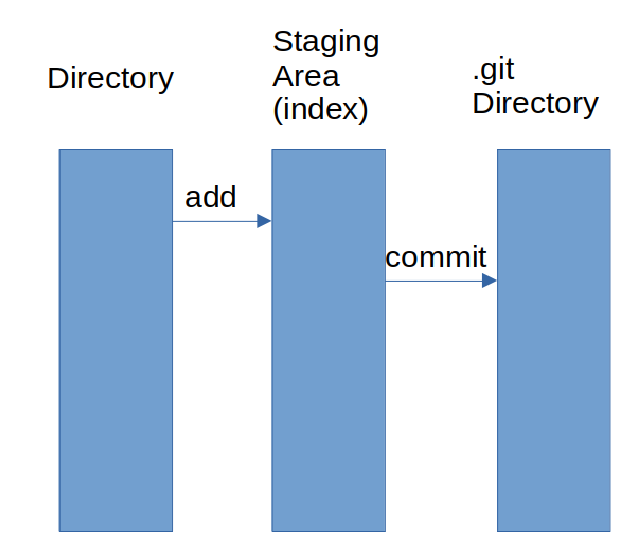 Directory
Staging
Area
(index)
.git
Directory
add
commit